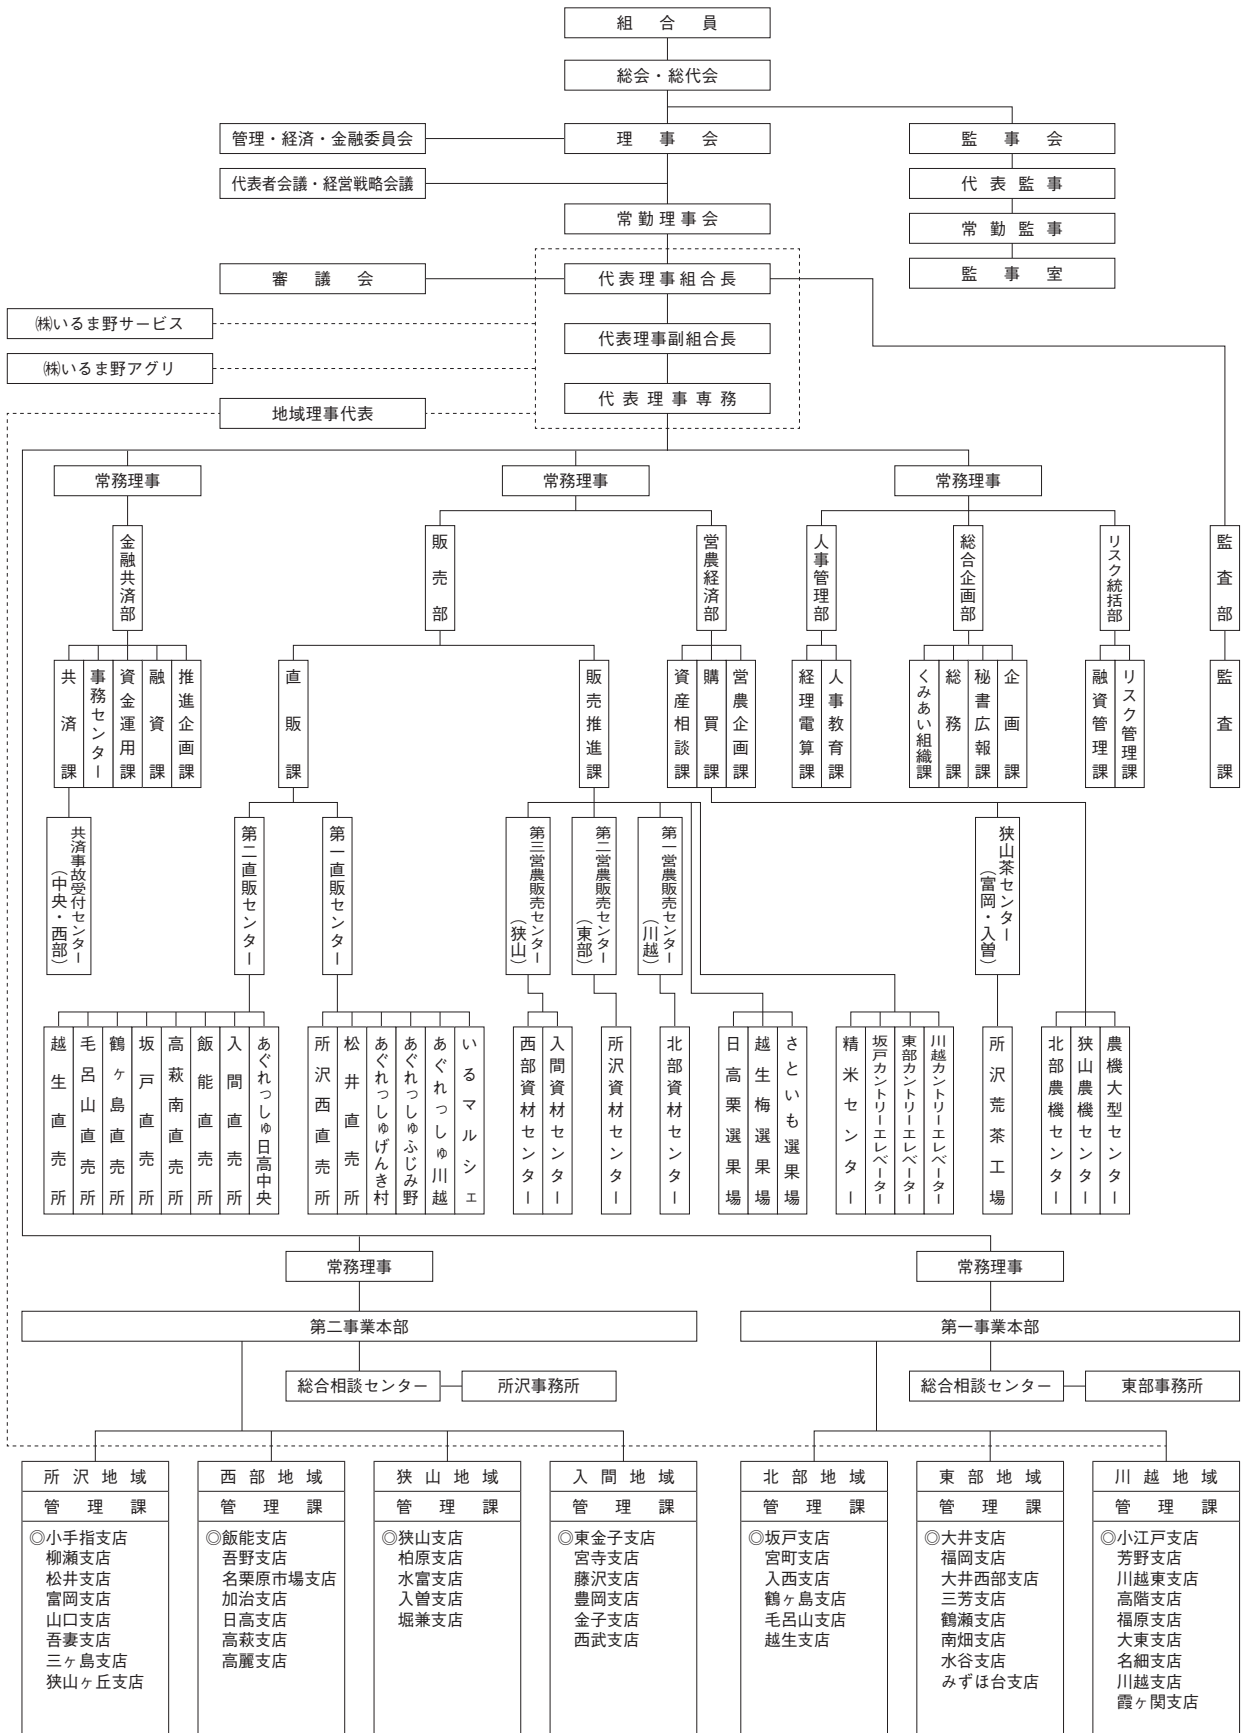 組合員
総会・総代会
管理・経済・金融委員会
理事会
監事会
代表者会議・経営戦略会議
代表監事
常勤理事会
常勤監事
審議会
代表理事組合長
監事室
㈱いるま野サービス
代表理事副組合長
㈱いるま野アグリ
代表理事専務
地域理事代表
常務理事
常務理事
常務理事
金融共済部
販売部
営農経済部
人事管理部
総合企画部
リスク統括部
監査部
共済課
事務センター
資金運用課
融資課
推進企画課
直販課
販売推進課
資産相談課
購買課
営農企画課
経理電算課
人事教育課
くみあい組織課
総務課
秘書広報課
企画課
融資管理課
リスク管理課
監査課
共済事故受付センター
（中央・西部）
第二直販センター
第一直販センター
第三営農販売センター
（狭山）
第二営農販売センター
（東部）
第一営農販売センター
（川越）
狭山茶センター
（富岡・入曽）
越生直売所
毛呂山直売所
鶴ヶ島直売所
坂戸直売所
高萩南直売所
飯能直売所
入間直売所
あぐれっしゅ日高中央
所沢西直売所
松井直売所
あぐれっしゅげんき村
あぐれっしゅふじみ野
あぐれっしゅ川越
いるマルシェ
西部資材センター
入間資材センター
所沢資材センター
北部資材センター
日高栗選果場
越生梅選果場
さといも選果場
精米センター
坂戸カントリーエレベーター
東部カントリーエレベーター
川越カントリーエレベーター
所沢荒茶工場
北部農機センター
狭山農機センター
農機大型センター
常務理事
常務理事
第二事業本部
第一事業本部
総合相談センター
所沢事務所
総合相談センター
東部事務所
所沢地域
管理課
◎小手指支店
柳瀬支店
松井支店
富岡支店
山口支店
吾妻支店
三ヶ島支店
狭山ヶ丘支店
西部地域
管理課
◎飯能支店
吾野支店
名栗原市場支店
加治支店
日高支店
高萩支店
高麗支店
狭山地域
管理課
◎狭山支店
柏原支店
水富支店
入曽支店
堀兼支店
入間地域
管理課
◎東金子支店
宮寺支店
藤沢支店
豊岡支店
金子支店
西武支店
北部地域
管理課
◎坂戸支店
宮町支店
入西支店
鶴ヶ島支店
毛呂山支店
越生支店
東部地域
管理課
◎大井支店
福岡支店
大井西部支店
三芳支店
鶴瀬支店
南畑支店
水谷支店
みずほ台支店
川越地域
管理課
◎小江戸支店
芳野支店
川越東支店
高階支店
福原支店
大東支店
名細支店
川越支店
霞ヶ関支店